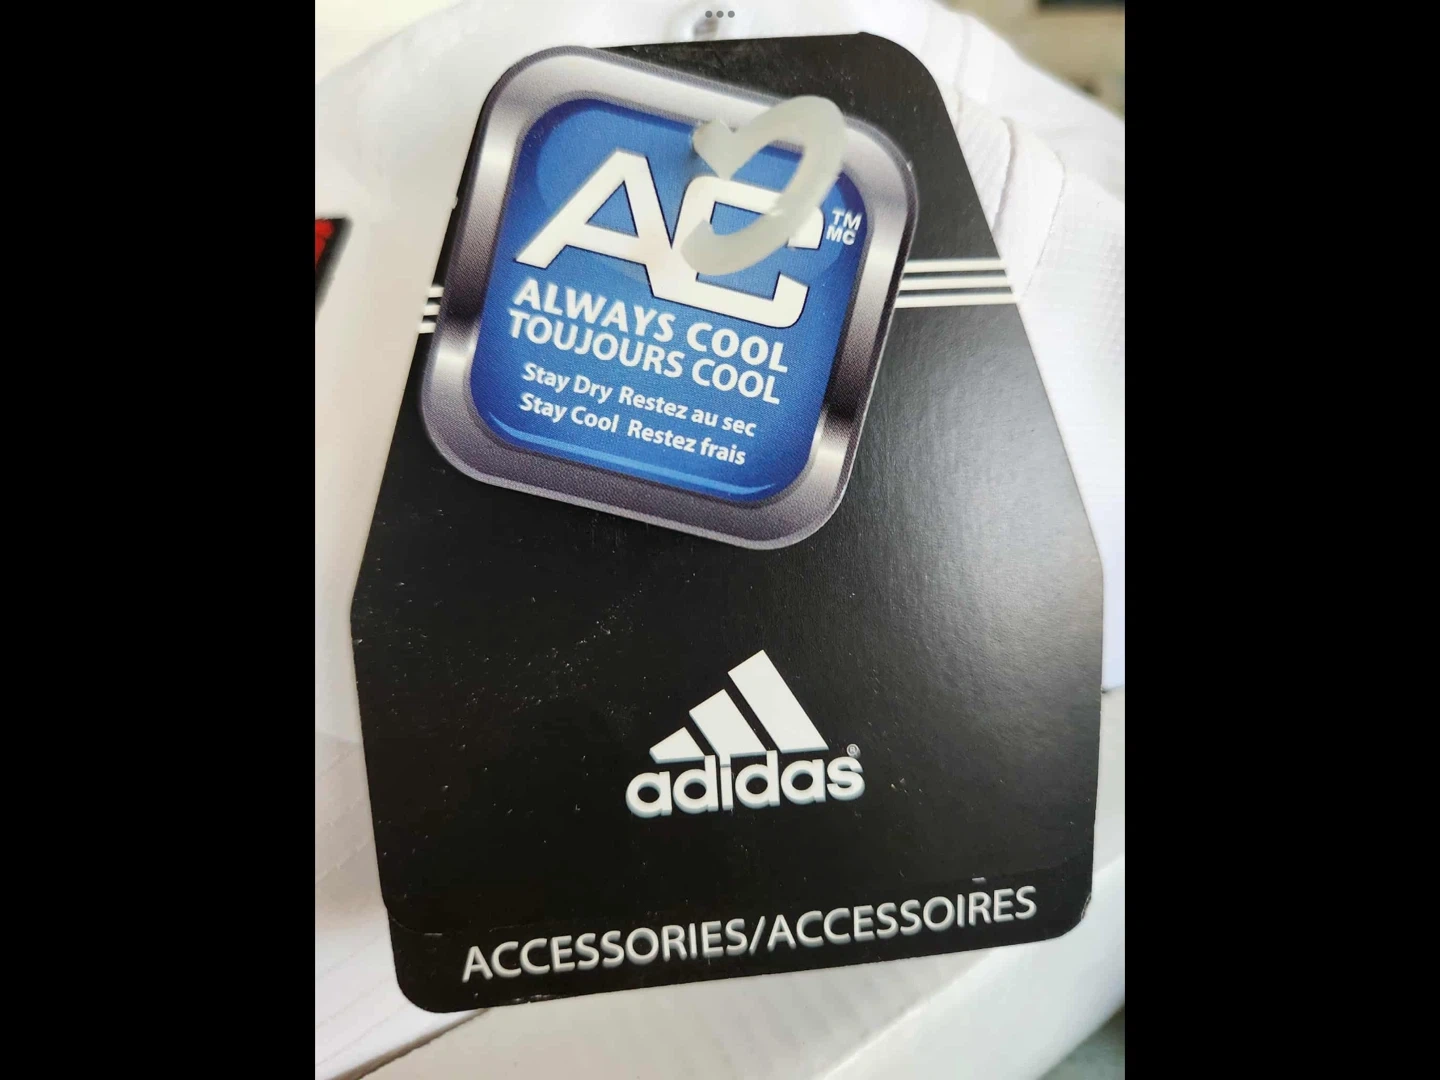 AC
TM
MC
ALWAYS COOL
TOUJOURS COOL
Stay Dry Restez au sec
Stay Cool Restez frais
adidas®
ACCESSORIES/ACCESSOIRES